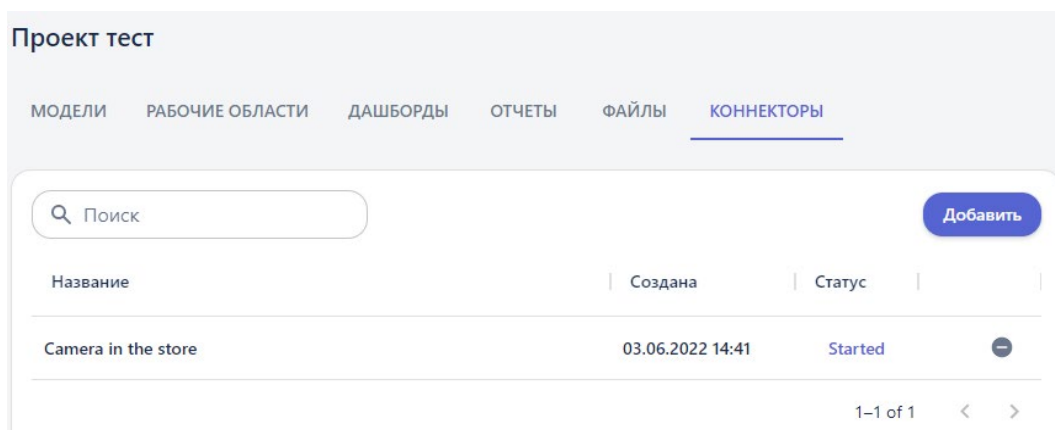 Проект тест
МОДЕЛИ РАБОЧИЕ ОБЛАСТИ ДАШБОРДЫ ОТЧЕТЫ ФАЙЛЫ КОННЕКТОРЫ
Поиск Добавить
Название Создана Статус
Camera in the store 03.06.2022 14:41 Started
1–1 of 1